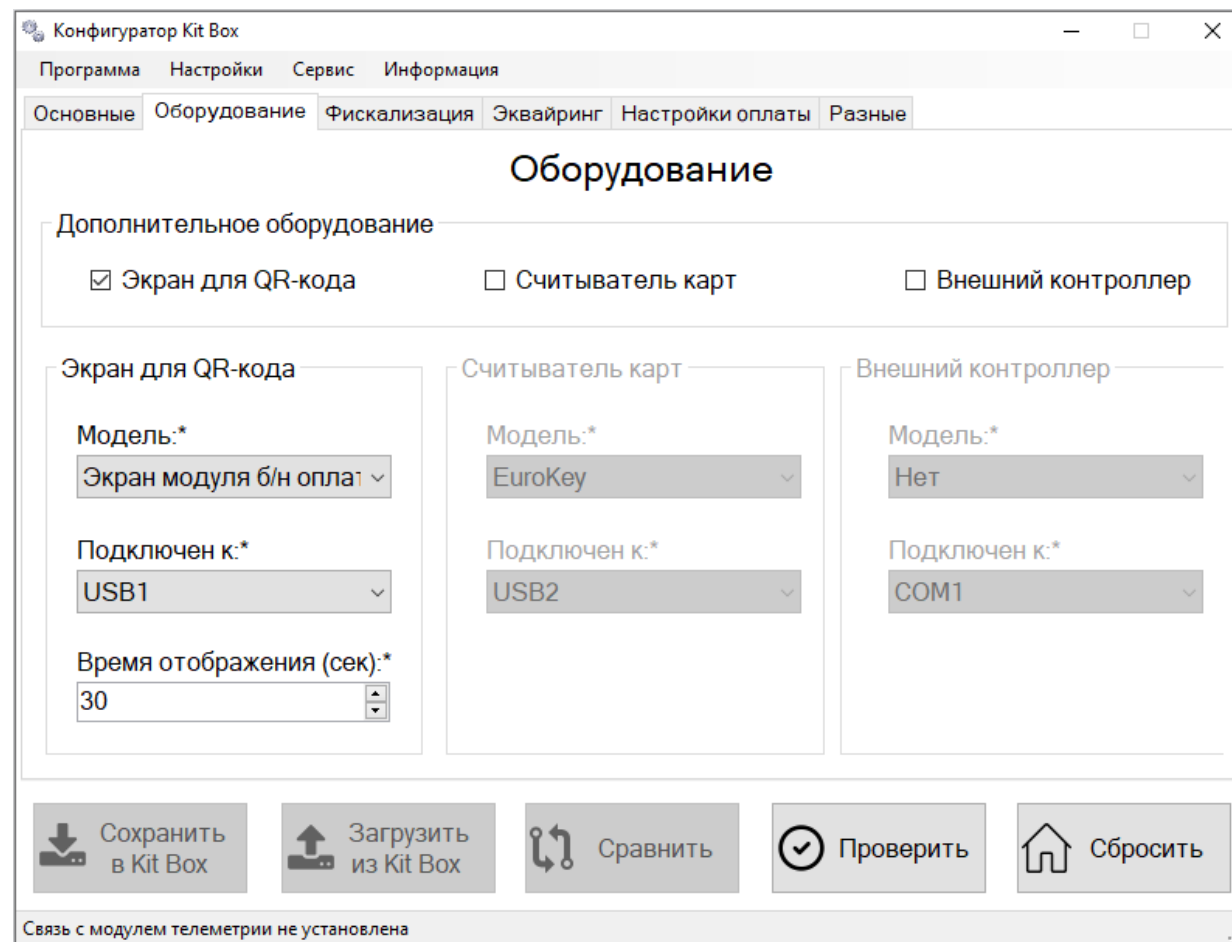 Конфигуратор Kit Box
Программа Настройки Сервис Информация
Основные Оборудование Фискализация Эквайринг Настройки оплаты Разные
Оборудование
Дополнительное оборудование
Экран для QR-кода Считыватель карт Внешний контроллер
Экран для QR-кода Считыватель карт Внешний контроллер
Модель:* Модель:* Модель:*
Экран модуля б/н оплат EuroKey Нет
Подключен к:* Подключен к:* Подключен к:*
USB1 USB2 COM1
Время отображения (сек):*
30
Сохранить в Kit Box Загрузить из Kit Box Сравнить Проверить Сбросить
Связь с модулем телеметрии не установлена